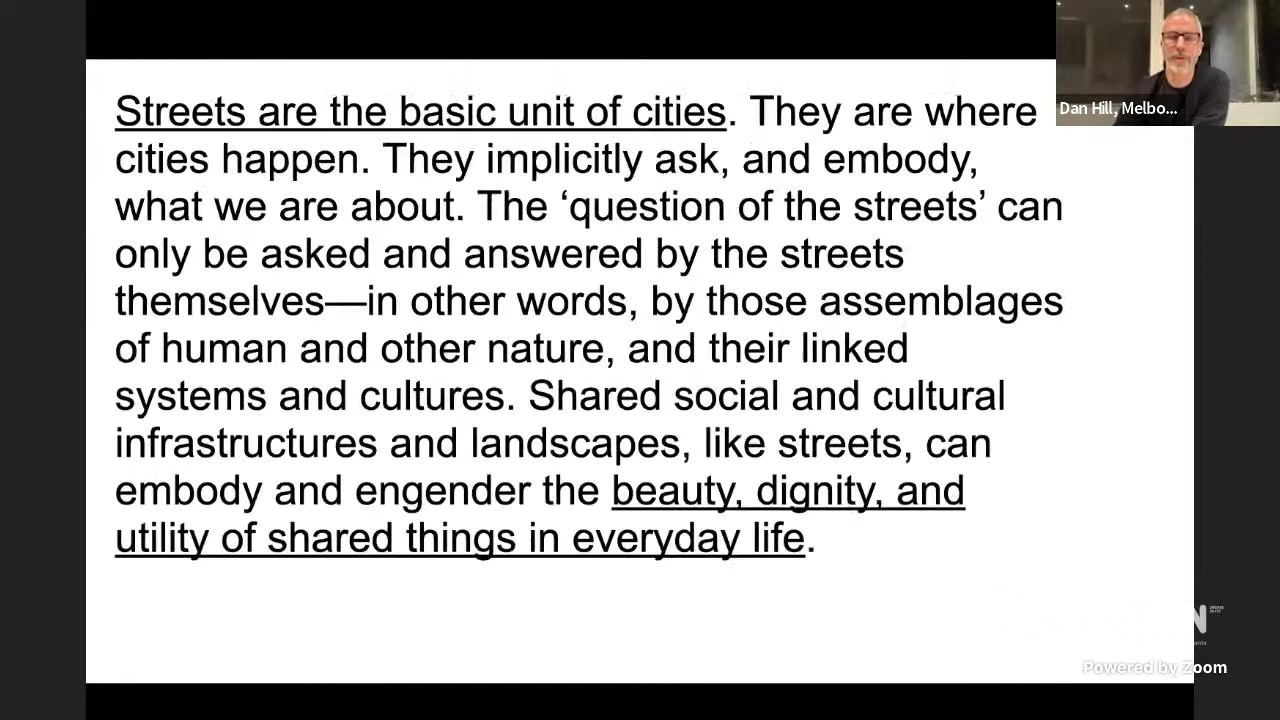 Streets are the basic unit of cities. They are where
cities happen. They implicitly ask, and embody,
what we are about. The ‘question of the streets’ can
only be asked and answered by the streets
themselves—in other words, by those assemblages
of human and other nature, and their linked
systems and cultures. Shared social and cultural
infrastructures and landscapes, like streets, can
embody and engender the beauty, dignity, and
utility of shared things in everyday life.
Dan Hill, Melbo...
Powered by Zoom